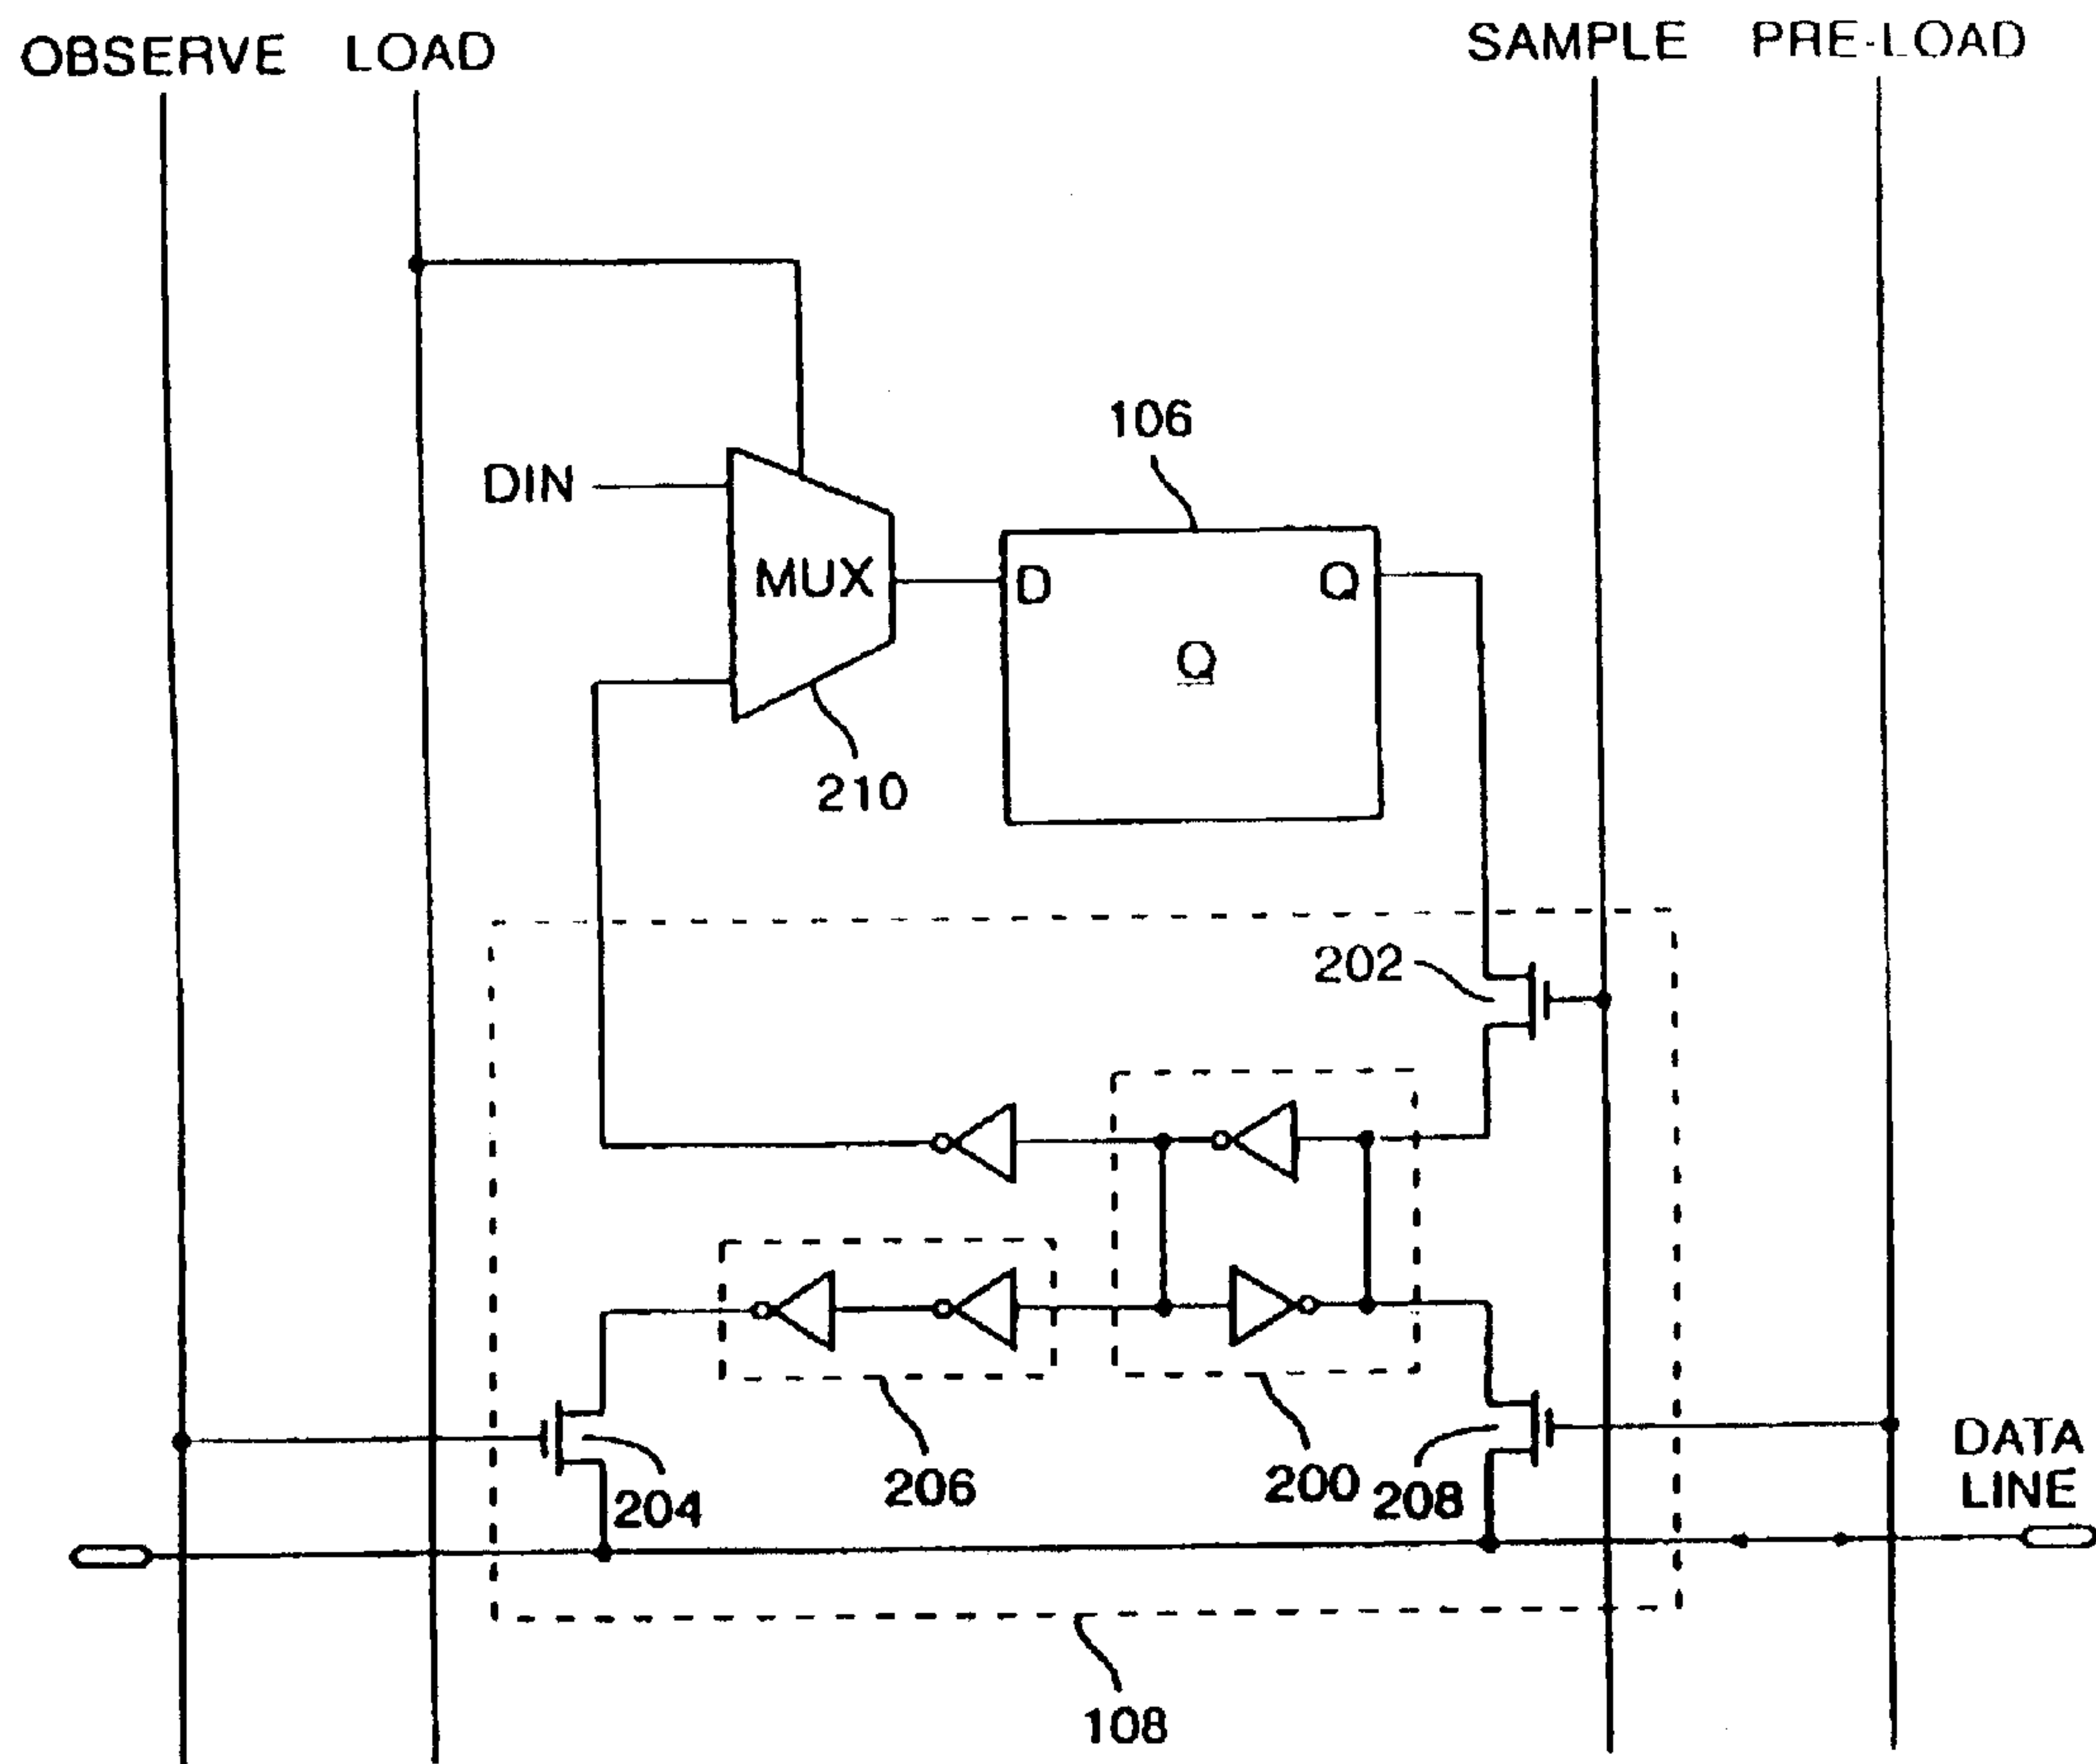 OBSERVE LOAD SAMPLE PRE-LOAD
106
DIN
MUX
D
Q
Q
210
202
204
206
200
208
DATA
LINE
108